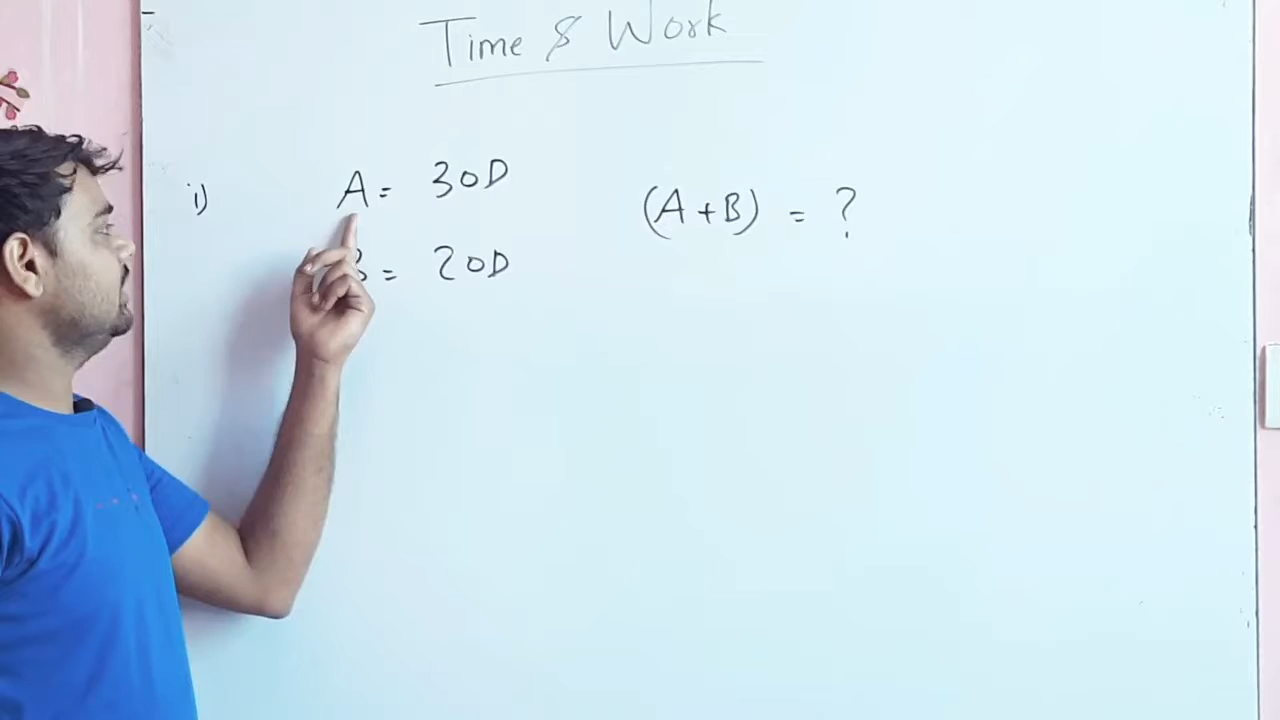 Time & Work
i) A = 30D (A+B) = ?
B = 20D